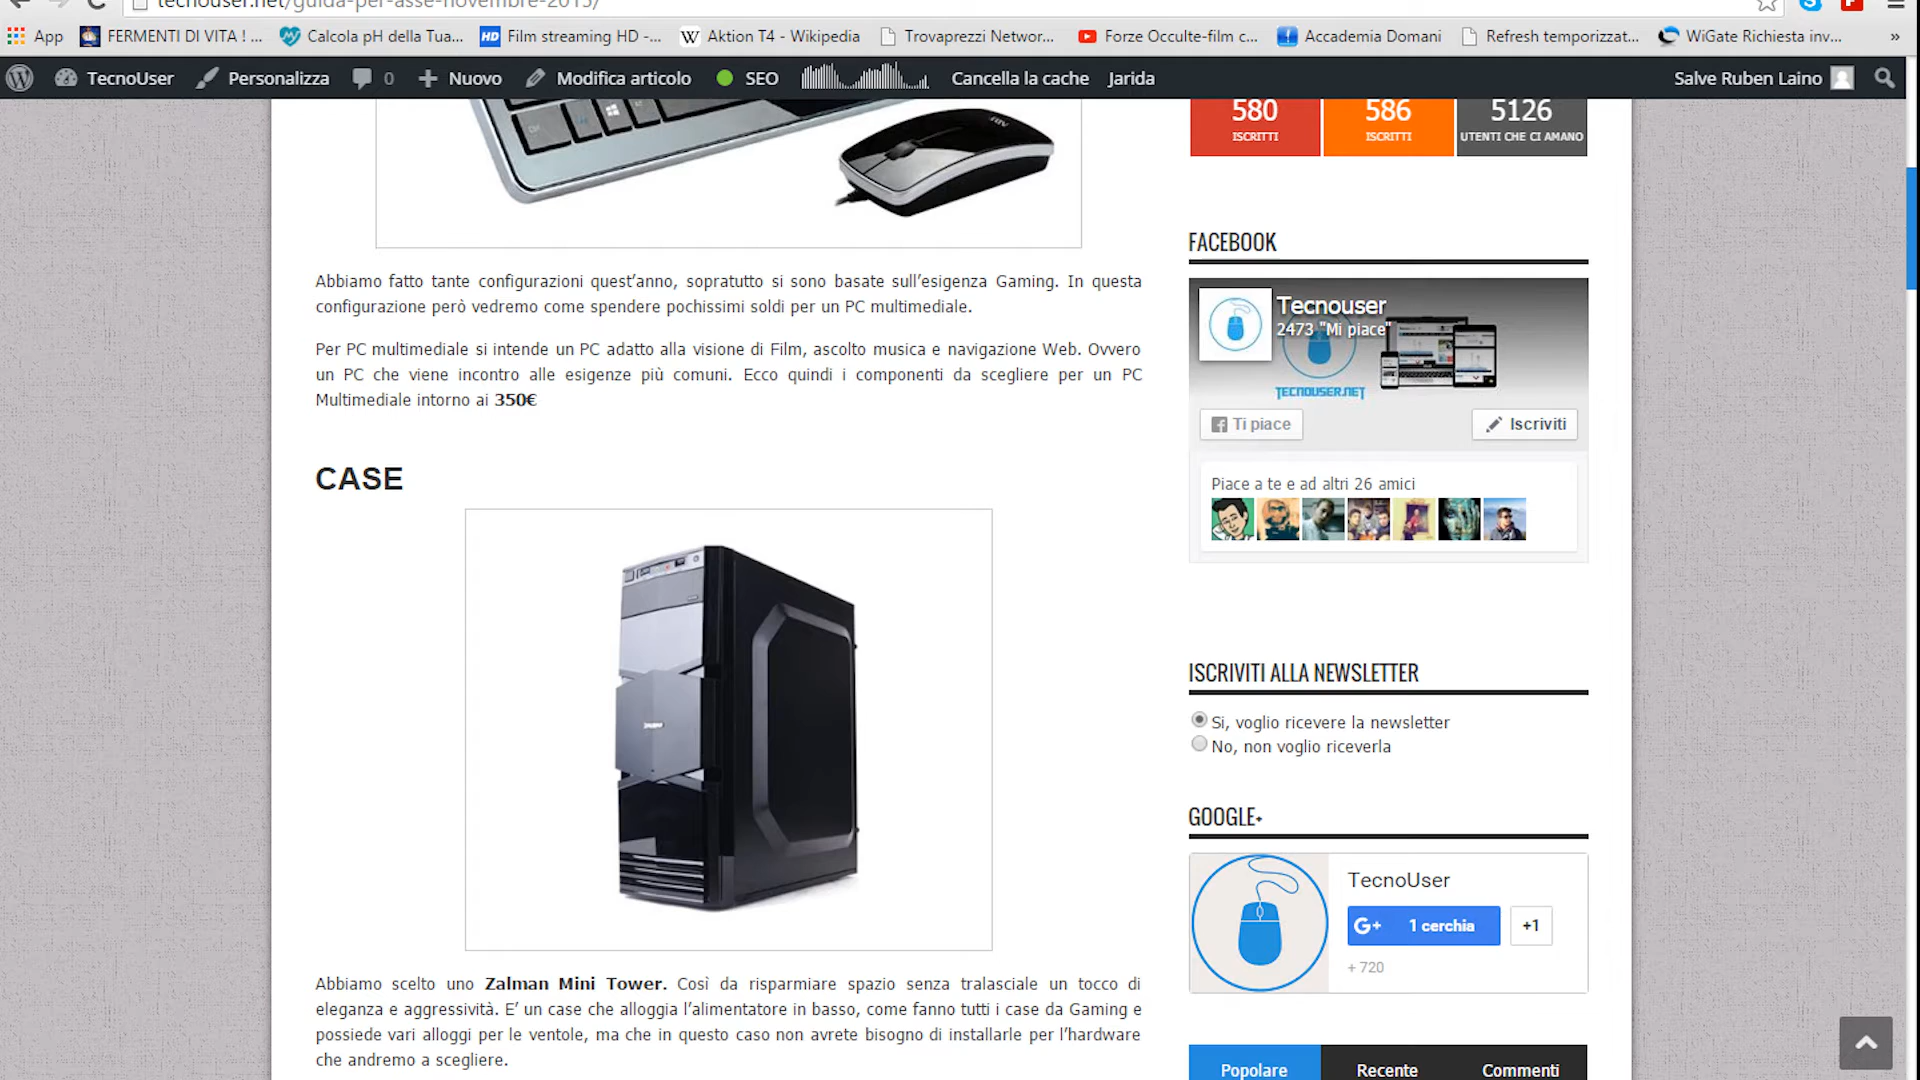 tecnouser.net/guida-per-asse-novembre-2015/
App
FERMENTI DI VITA ! ...
Calcola pH della Tua...
HD
Film streaming HD -...
W
Aktion T4 - Wikipedia
Trovaprezzi Networ...
Forze Occulte-film c...
Accademia Domani
Refresh temporizzat...
WiGate Richiesta inv...
»
TecnoUser
Personalizza
0
Nuovo
Modifica articolo
SEO
Cancella la cache
Jarida
Salve Ruben Laino
580
ISCRITTI
586
ISCRITTI
5126
UTENTI CHE CI AMANO
Abbiamo fatto tante configurazioni quest’anno, sopratutto si sono basate sull’esigenza Gaming. In questa
configurazione però vedremo come spendere pochissimi soldi per un PC multimediale.
Per PC multimediale si intende un PC adatto alla visione di Film, ascolto musica e navigazione Web. Ovvero
un PC che viene incontro alle esigenze più comuni. Ecco quindi i componenti da scegliere per un PC
Multimediale intorno ai 350€
CASE
Abbiamo scelto uno Zalman Mini Tower. Così da risparmiare spazio senza tralasciale un tocco di
eleganza e aggressività. E’ un case che alloggia l’alimentatore in basso, come fanno tutti i case da Gaming e
possiede vari alloggi per le ventole, ma che in questo caso non avrete bisogno di installarle per l’hardware
che andremo a scegliere.
FACEBOOK
Tecnouser
2473 "Mi piace"
TECNOUSER.NET
Ti piace
Iscriviti
Piace a te e ad altri 26 amici
ISCRIVITI ALLA NEWSLETTER
Si, voglio ricevere la newsletter
No, non voglio riceverla
GOOGLE+
TecnoUser
G+ 1 cerchia
+1
+ 720
Popolare
Recente
Commenti